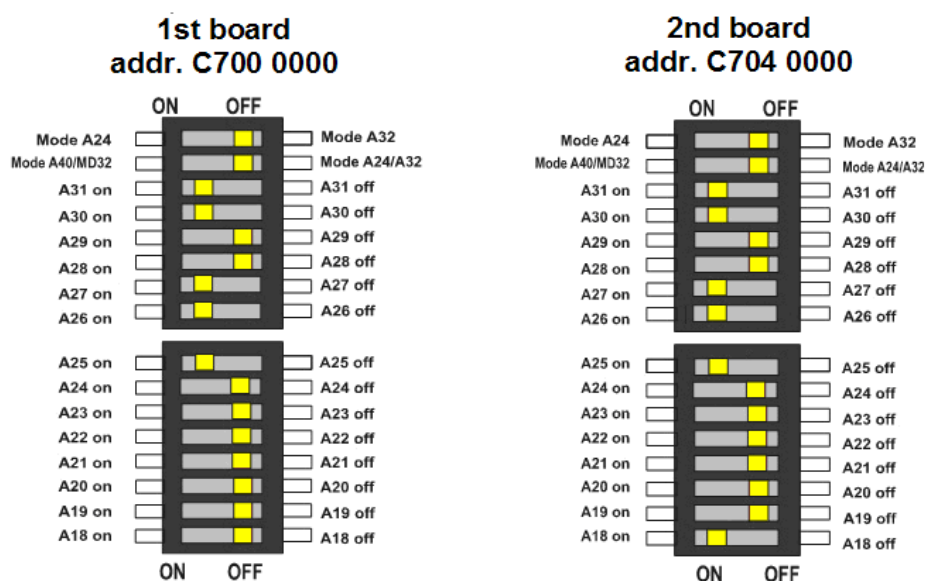 1st board
addr. C700 0000
ON OFF
Mode A24 Mode A32
Mode A40/MD32 Mode A24/A32
A31 on A31 off
A30 on A30 off
A29 on A29 off
A28 on A28 off
A27 on A27 off
A26 on A26 off
A25 on A25 off
A24 on A24 off
A23 on A23 off
A22 on A22 off
A21 on A21 off
A20 on A20 off
A19 on A19 off
A18 on A18 off
ON OFF
2nd board
addr. C704 0000
ON OFF
Mode A24 Mode A32
Mode A40/MD32 Mode A24/A32
A31 on A31 off
A30 on A30 off
A29 on A29 off
A28 on A28 off
A27 on A27 off
A26 on A26 off
A25 on A25 off
A24 on A24 off
A23 on A23 off
A22 on A22 off
A21 on A21 off
A20 on A20 off
A19 on A19 off
A18 on A18 off
ON OFF